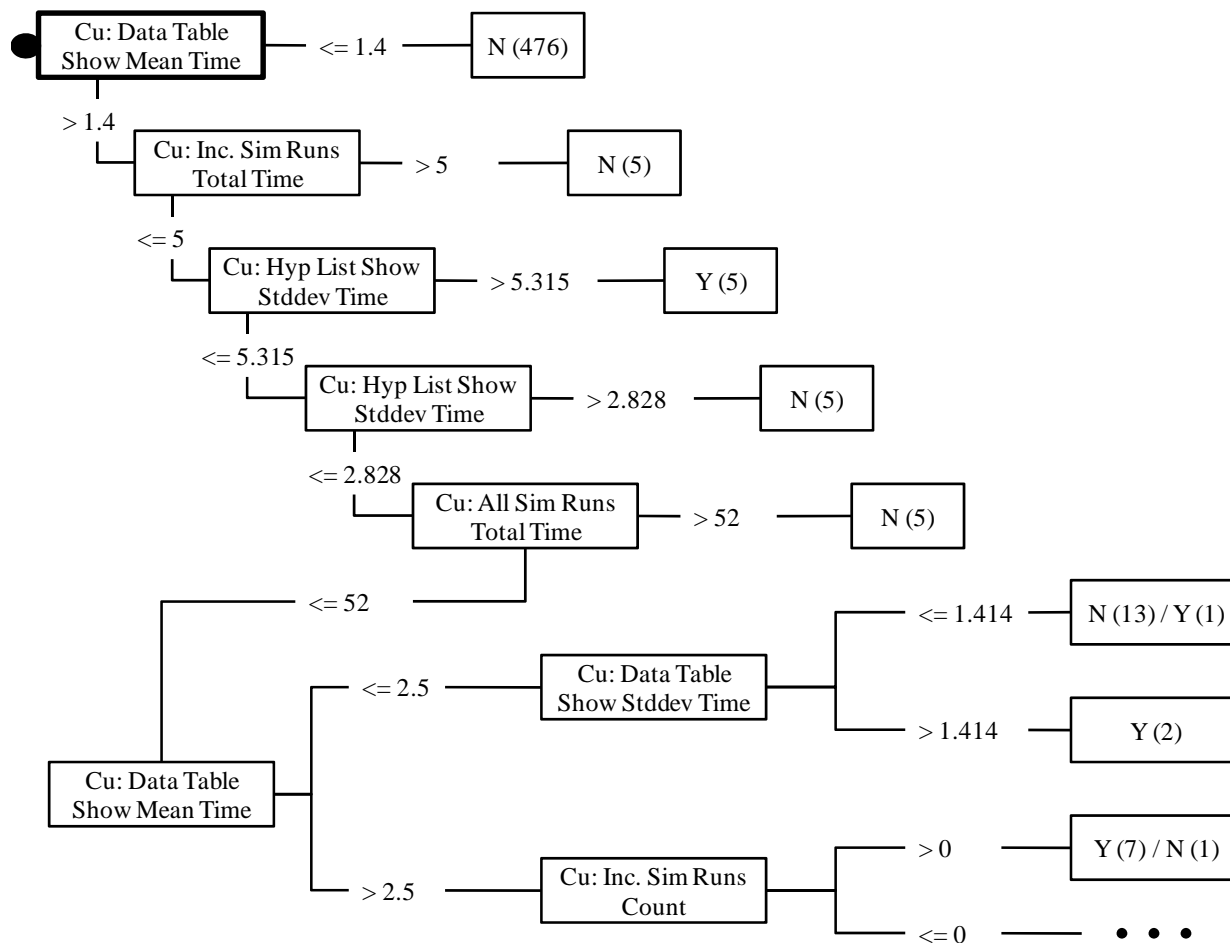 Cu: Data Table
Show Mean Time
<= 1.4
N (476)
> 1.4
Cu: Inc. Sim Runs
Total Time
> 5
N (5)
<= 5
Cu: Hyp List Show
Stddev Time
> 5.315
Y (5)
<= 5.315
Cu: Hyp List Show
Stddev Time
> 2.828
N (5)
<= 2.828
Cu: All Sim Runs
Total Time
> 52
N (5)
<= 52
<= 1.414
N (13) / Y (1)
<= 2.5
Cu: Data Table
Show Stddev Time
> 1.414
Y (2)
Cu: Data Table
Show Mean Time
> 0
Y (7) / N (1)
> 2.5
Cu: Inc. Sim Runs
Count
<= 0
• • •